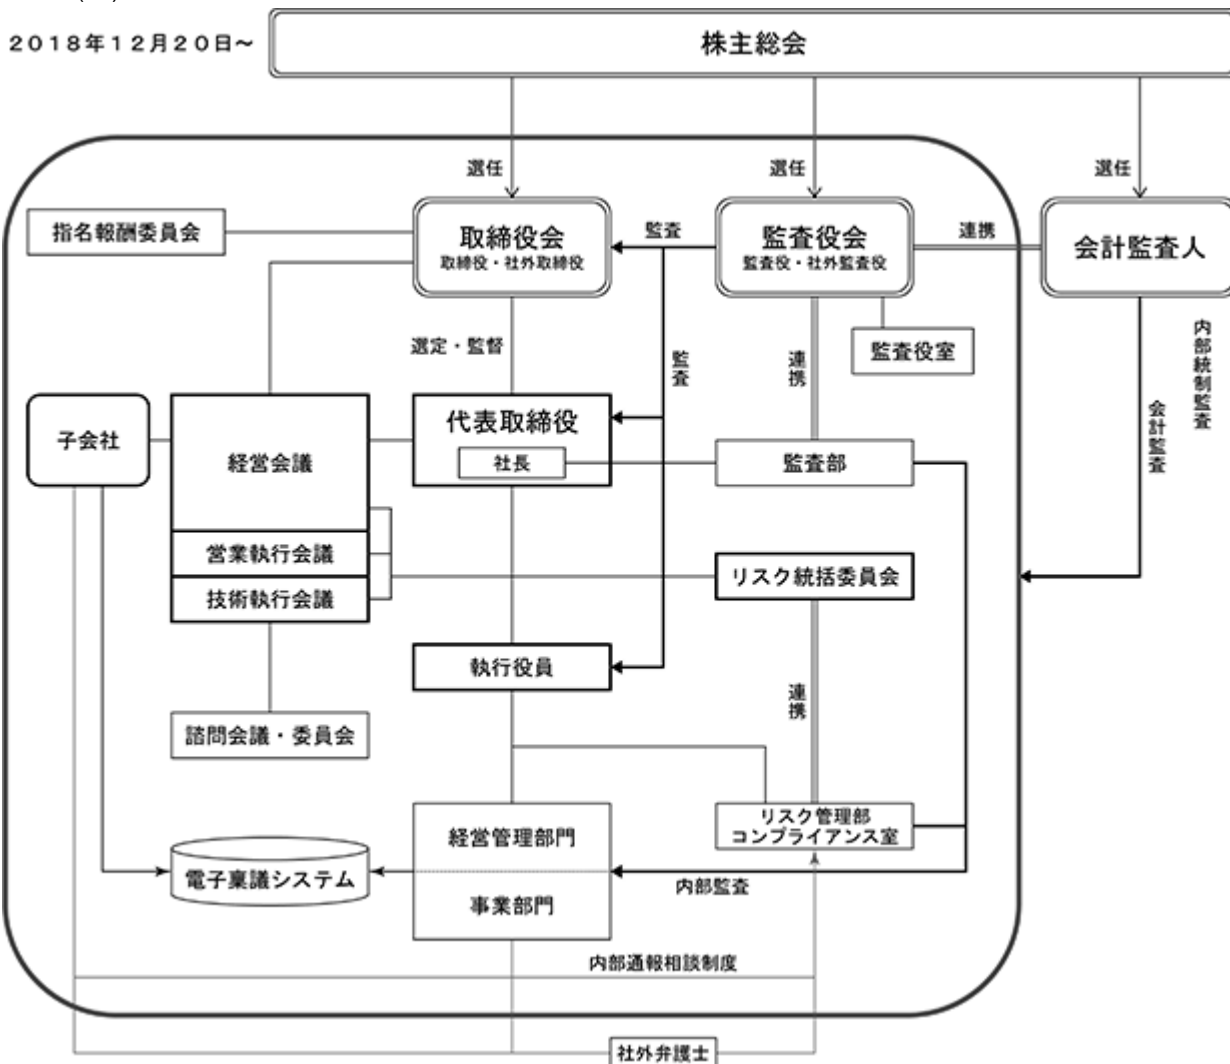 2018年12月20日～
株主総会
選任
選任
選任
指名報酬委員会
取締役会
取締役・社外取締役
監査
監査役会
監査役・社外監査役
連携
会計監査人
選定・監督
監査
連携
監査役室
内部統制監査
会計監査
子会社
経営会議
代表取締役
社長
監査部
営業執行会議
技術執行会議
リスク統括委員会
執行役員
連携
諮問会議・委員会
経営管理部門
リスク管理部
コンプライアンス室
電子稟議システム
事業部門
内部監査
内部通報相談制度
社外弁護士